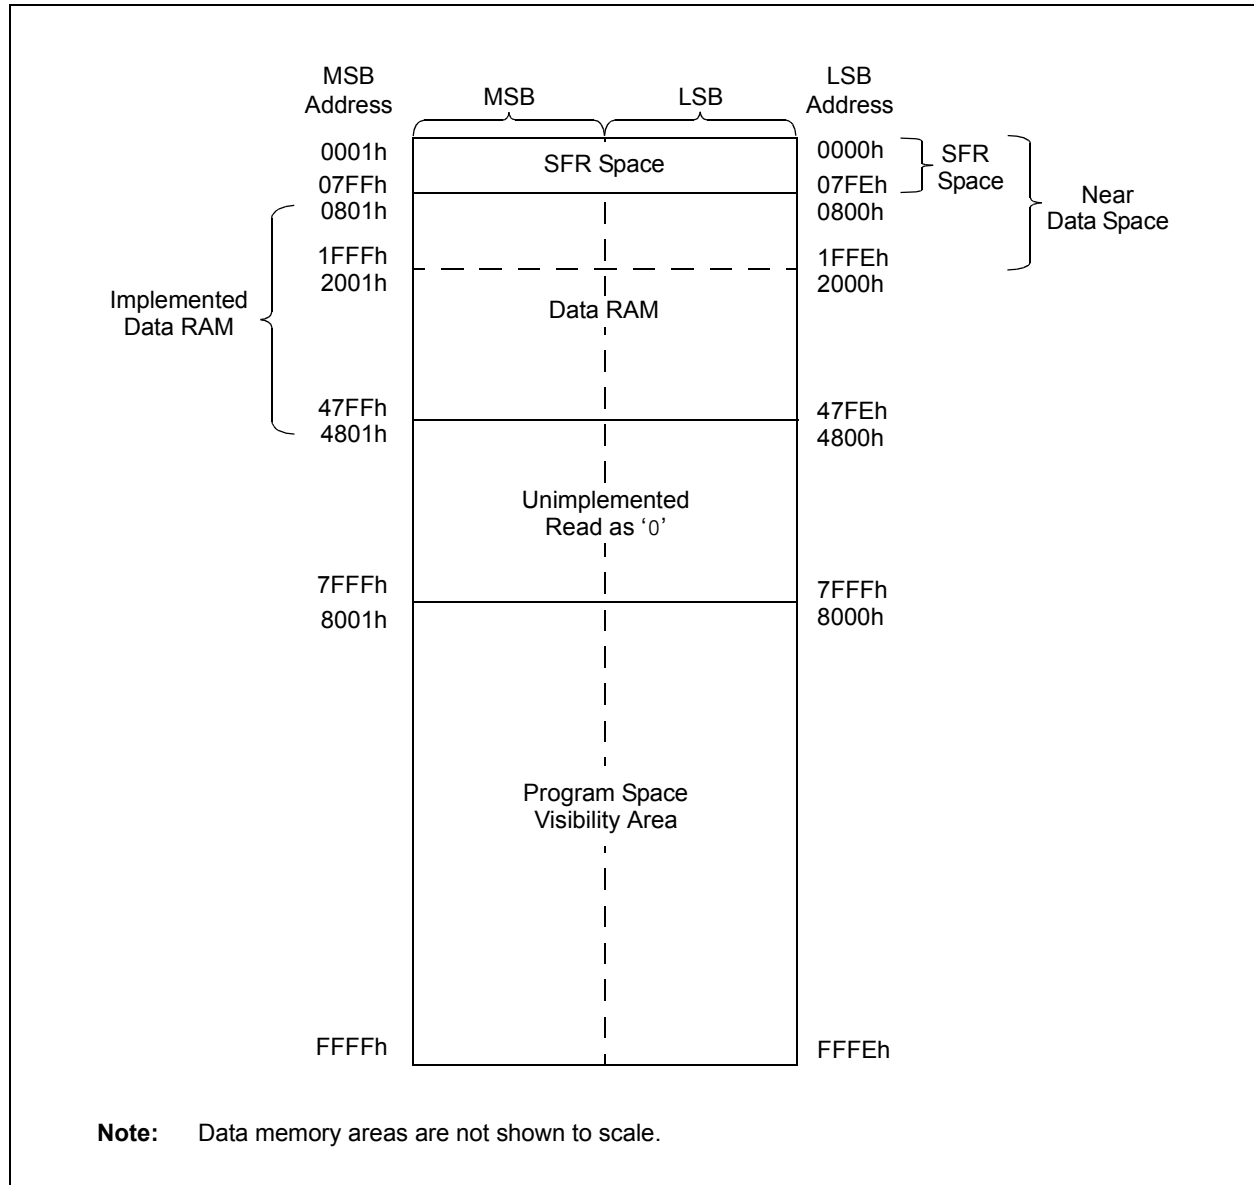 MSB
Address
MSB
LSB
LSB
Address
0001h
SFR Space
0000h
SFR
Space
07FFh
07FEh
0801h
0800h
Near
Data Space
1FFFh
1FFEh
2001h
2000h
Implemented
Data RAM
Data RAM
47FFh
47FEh
4801h
4800h
Unimplemented
Read as ‘0’
7FFFh
7FFFh
8001h
8000h
Program Space
Visibility Area
FFFFh
FFFEh
Note: Data memory areas are not shown to scale.